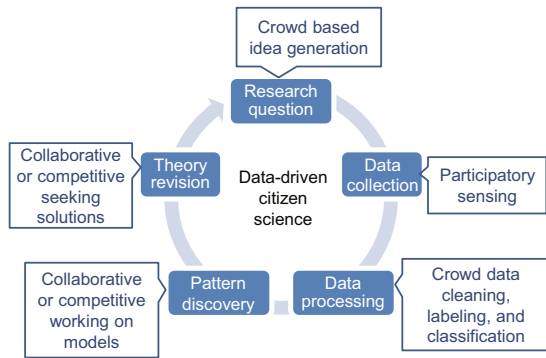 Crowd based
idea generation
Research
question
Collaborative
or competitive
seeking
solutions
Theory
revision
Data-driven
citizen
science
Data
collection
Participatory
sensing
Collaborative
or competitive
working on
models
Pattern
discovery
Data
processing
Crowd data
cleaning,
labeling, and
classification